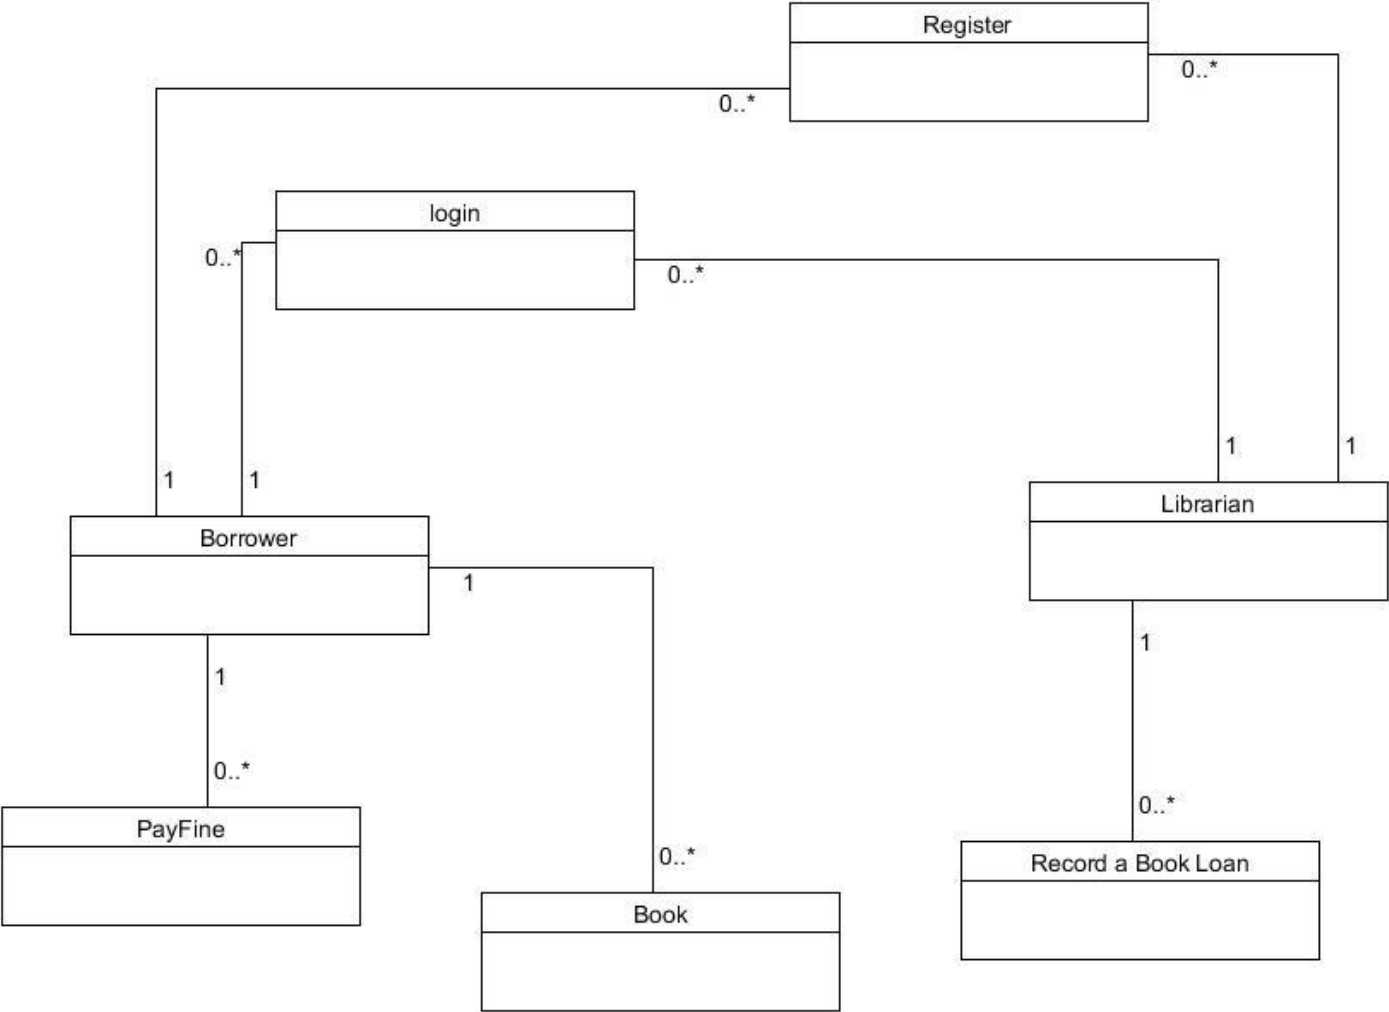 Register
0..*
0..*
login
0..*
0..*
1
1
1
1
Borrower
Librarian
1
1
1
0..*
0..*
PayFine
0..*
Record a Book Loan
Book